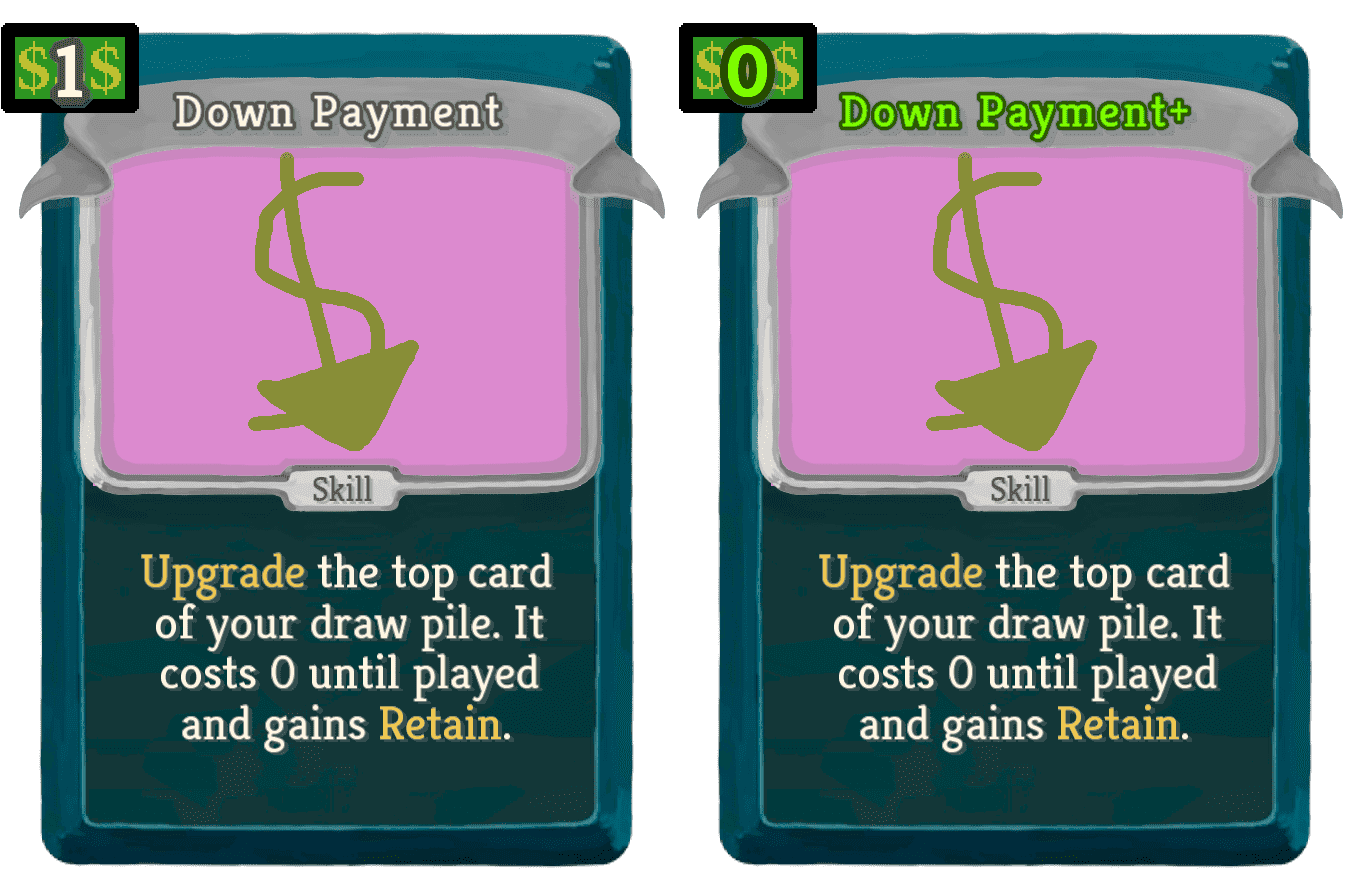 $1$
Down Payment
Skill
Upgrade the top card
of your draw pile. It
costs 0 until played
and gains Retain.
$0$
Down Payment+
Skill
Upgrade the top card
of your draw pile. It
costs 0 until played
and gains Retain.